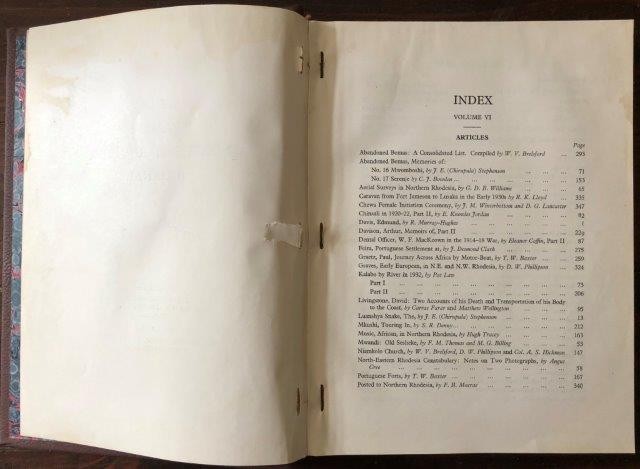 INDEX
VOLUME VI
ARTICLES
Page
Abandoned Bomas: A Consolidated List. Compiled by W. V. Brelsford ... 293
Abandoned Bomas, Memories of:
No. 16 Mwomboshi, by J. E. (Chirupula) Stephenson ... ... ... 71
No. 17 Serenje by C. J. Bowden ... ... ... ... ... ... 153
Aerial Surveys in Northern Rhodesia, by G. D. B. Williams ... ... 65
Caravan from Fort Jameson to Lusaka in the Early 1930s by R. K. Lloyd ... 335
Chewa Female Initiation Ceremony, by J. M. Winterbottom and D. G. Lancaster 347
Chinsali in 1920-22, Part II, by E. Knowles Jordan ... ... ... 82
Davis, Edmund, by R. Murray-Hughes ... ... ... ... ... 1
Davison, Arthur, Memoirs of, Part II ... ... ... ... ... 229
Dental Officer, W. F. MacKeown in the 1914-18 War, by Eleanor Coffin, Part II 87
Feira, Portuguese Settlement at, by J. Desmond Clark ... ... ... 275
Graetz, Paul, Journey Across Africa by Motor-Boat, by T. W. Baxter ... 259
Graves, Early European, in N.E. and N.W. Rhodesia, by D. W. Phillipson ... 324
Kalabo by River in 1932, by Pat Law
Part I ... ... ... ... ... ... ... ... 73
Part II ... ... ... ... ... ... ... ... 206
Livingstone, David: Two Accounts of his Death and Transportation of his Body
to the Coast, by Carras Farar and Matthew Wellington ... ... ... 95
Luanshya Snake, The, by J. E. (Chirupula) Stephenson ... ... ... 13
Mkushi, Touring In, by S. R. Denny... ... ... ... ... ... 212
Music, African, in Northern Rhodesia, by Hugh Tracey ... ... ... 163
Mwandi: Old Sesheke, by F. M. Thomas and M. G. Billing ... ... 53
Niamkolo Church, by W. V. Brelsford, D. W. Phillipson and Col. A. S. Hickman 147
North-Eastern Rhodesia Constabulary: Notes on Two Photographs, by Angus
Cree ... ... ... ... ... ... ... ... 58
Portuguese Forts, by T. W. Baxter ... ... ... ... ... ... 167
Posted to Northern Rhodesia, by F. B. Macrae ... ... ... ... 340